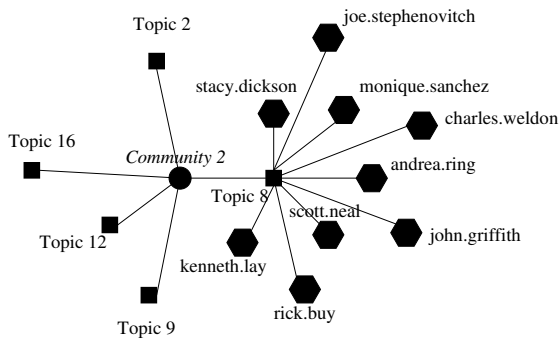 joe.stephenovitch
Topic 2
stacy.dickson
monique.sanchez
charles.weldon
Topic 16
Community 2
andrea.ring
Topic 8
scott.neal
Topic 12
john.griffith
kenneth.lay
rick.buy
Topic 9